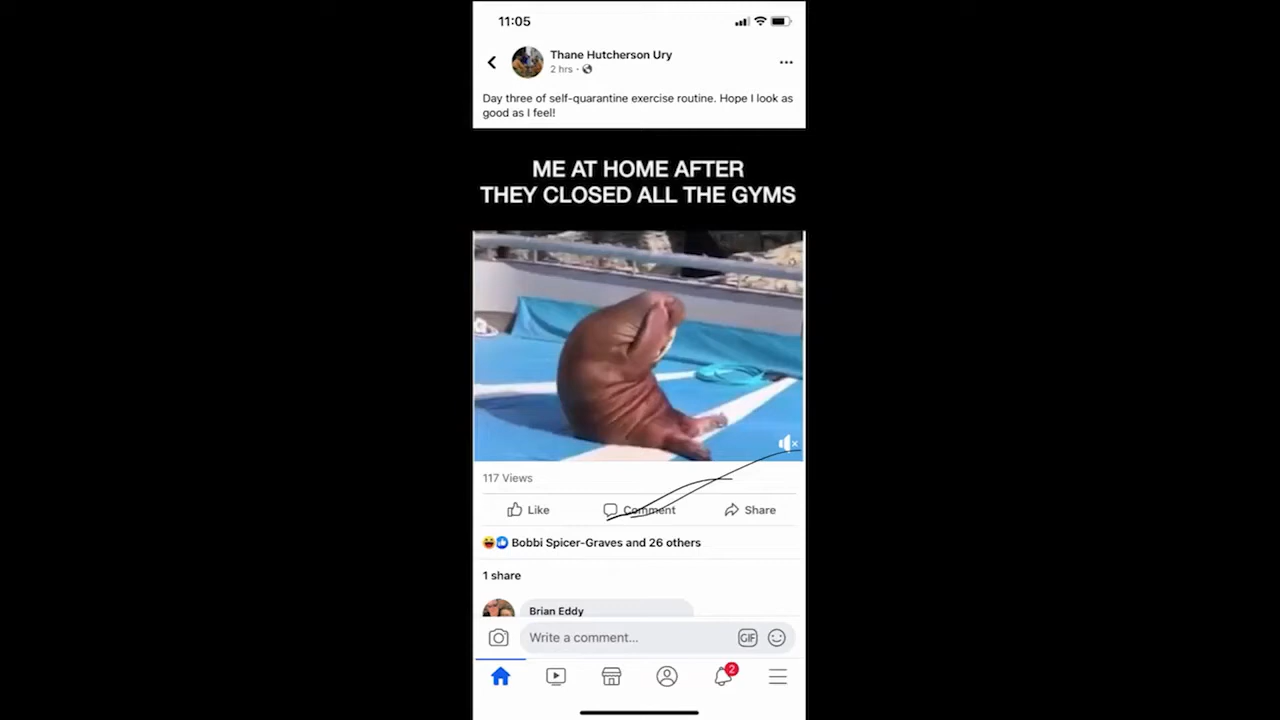 11:05
Thane Hutcherson Ury
2 hrs ·
Day three of self-quarantine exercise routine. Hope I look as
good as I feel!
ME AT HOME AFTER
THEY CLOSED ALL THE GYMS
117 Views
Like Comment Share
Bobbi Spicer-Graves and 26 others
1 share
Brian Eddy
Write a comment... GIF
2